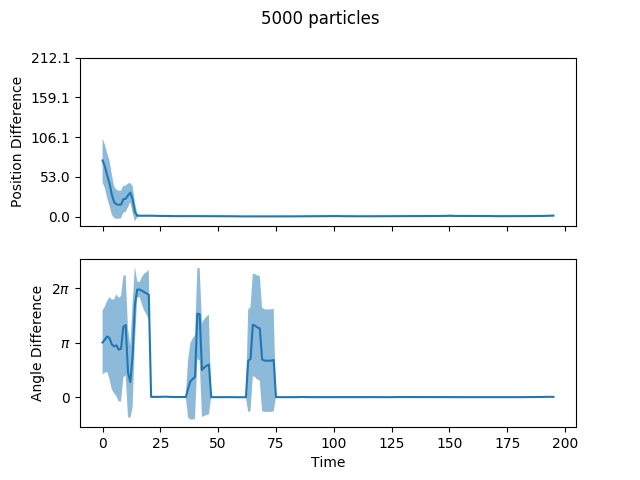 5000 particles
212.1
159.1
106.1
53.0
0.0
Position Difference
2π
π
0
Angle Difference
0 25 50 75 100 125 150 175 200
Time